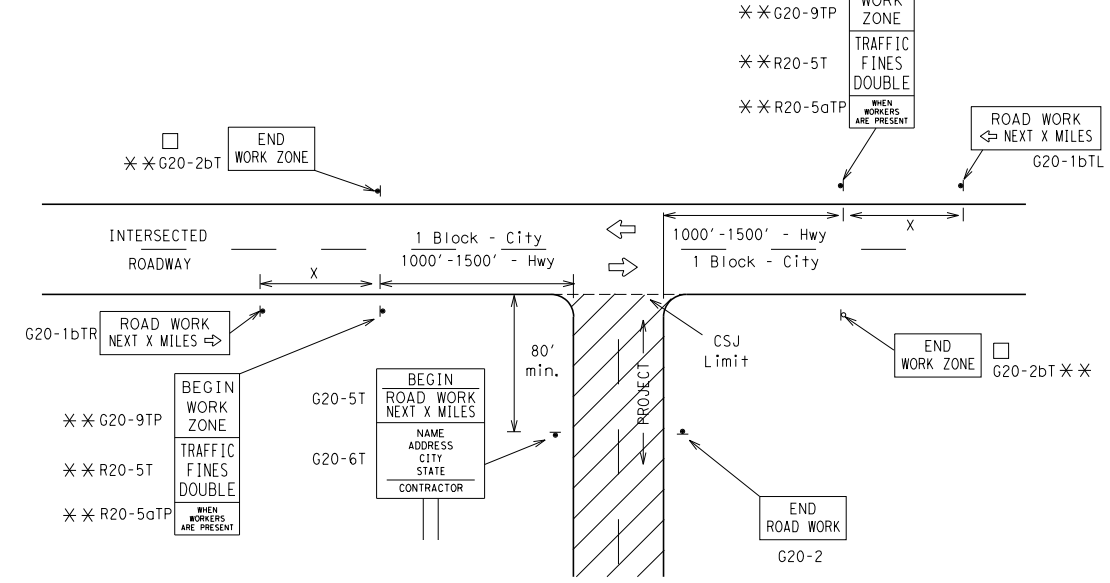 WORK
ZONE
✳ ✳ G20-9TP
TRAFFIC
FINES
DOUBLE
✳ ✳ R20-5T
WHEN
WORKERS
ARE PRESENT
✳ ✳ R20-5aTP
ROAD WORK
⇦ NEXT X MILES
G20-1bTL
END
WORK ZONE
□
✳ ✳ G20-2bT
INTERSECTED
ROADWAY
1 Block - City
1000'-1500' - Hwy
X
1000'-1500' - Hwy
1 Block - City
X
G20-1bTR
ROAD WORK
NEXT X MILES ⇨
80'
min.
PROJECT
CSJ
Limit
END
WORK ZONE
□
G20-2bT ✳ ✳
BEGIN
WORK
ZONE
✳ ✳ G20-9TP
TRAFFIC
FINES
DOUBLE
✳ ✳ R20-5T
WHEN
WORKERS
ARE PRESENT
✳ ✳ R20-5aTP
G20-5T
BEGIN
ROAD WORK
NEXT X MILES
G20-6T
NAME
ADDRESS
CITY
STATE
CONTRACTOR
END
ROAD WORK
G20-2